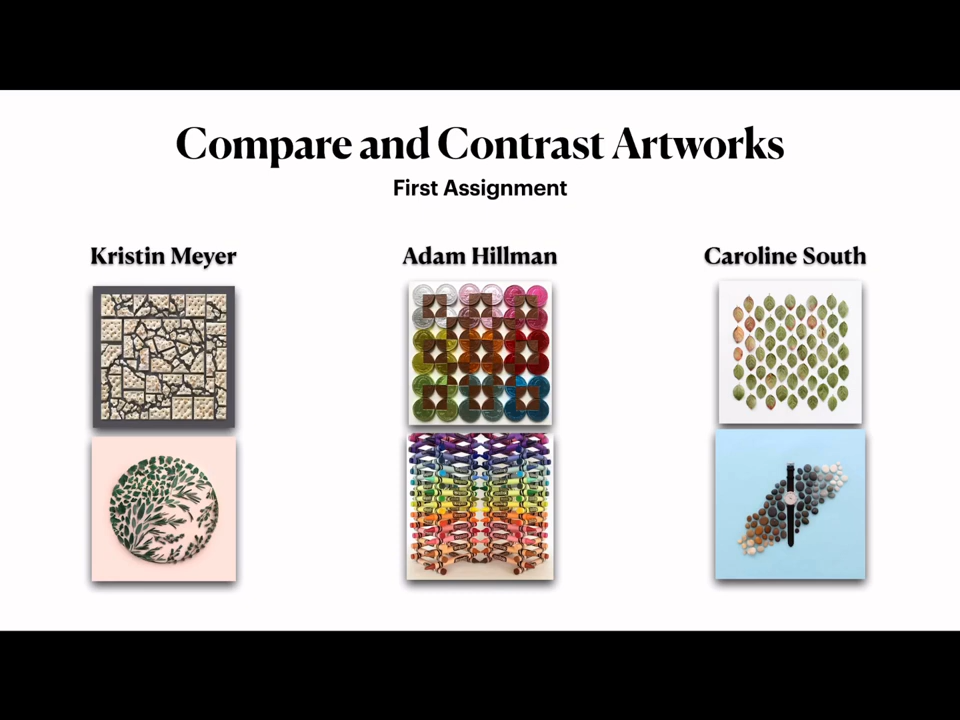 Compare and Contrast Artworks
First Assignment
Kristin Meyer
Adam Hillman
Caroline South